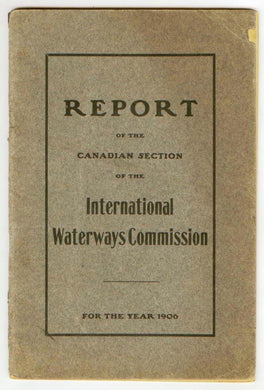 REPORT
OF THE
CANADIAN SECTION
OF THE
International
Waterways Commission
FOR THE YEAR 1906